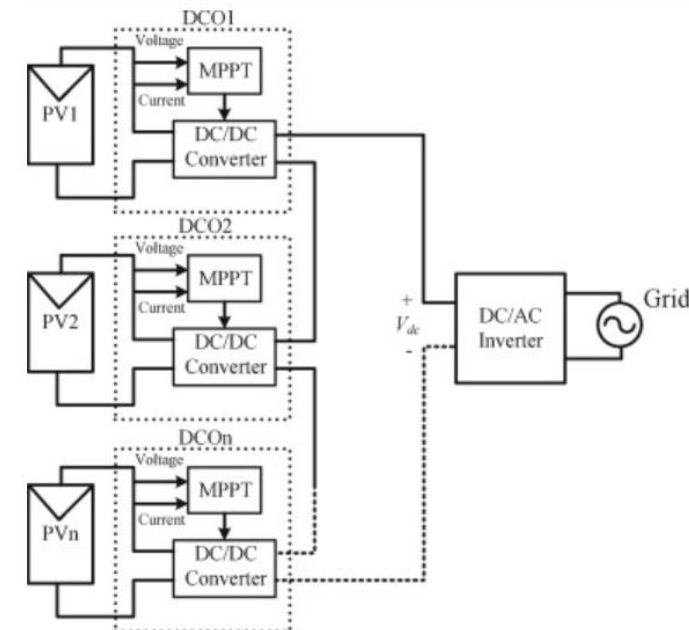 DCO1
Voltage
MPPT
Current
PV1
DC/DC
Converter
DCO2
Voltage
MPPT
Current
PV2
DC/DC
Converter
+
Vdc
-
DC/AC
Inverter
Grid
DCOn
Voltage
MPPT
Current
PVn
DC/DC
Converter